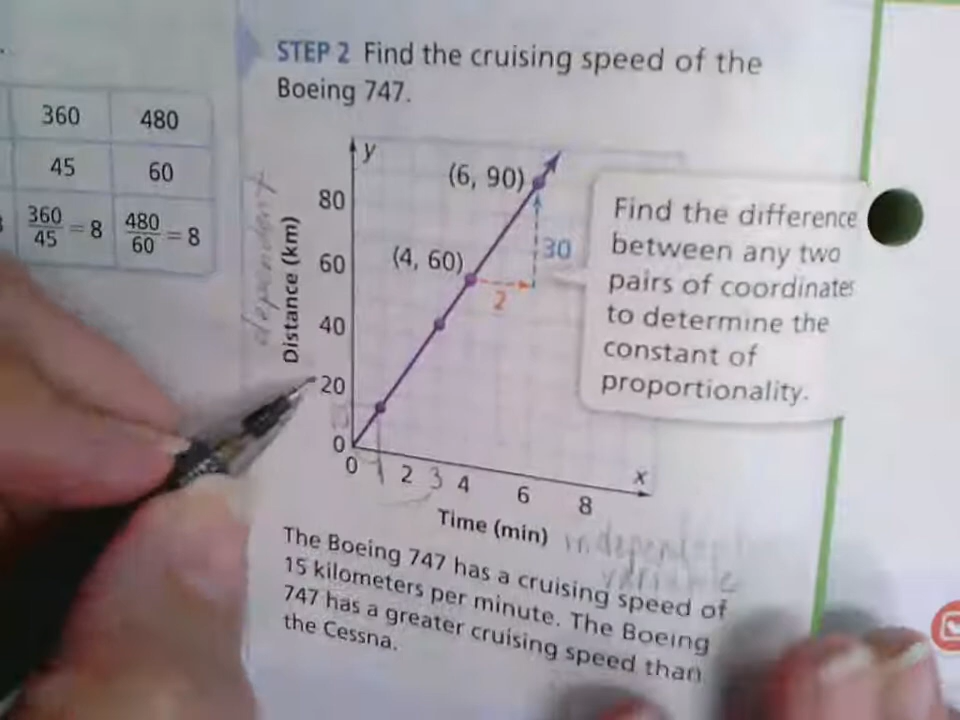 STEP 2 Find the cruising speed of the
Boeing 747.
360 480
45 60
360/45 = 8 480/60 = 8
y
(6, 90)
80
60
40
20
0
(4, 60)
30
2
dependent
Distance (km)
0 1 2 3 4 6 8
x
Time (min)
independent
variable
Find the difference
between any two
pairs of coordinates
to determine the
constant of
proportionality.
The Boeing 747 has a cruising speed of
15 kilometers per minute. The Boeing
747 has a greater cruising speed than
the Cessna.